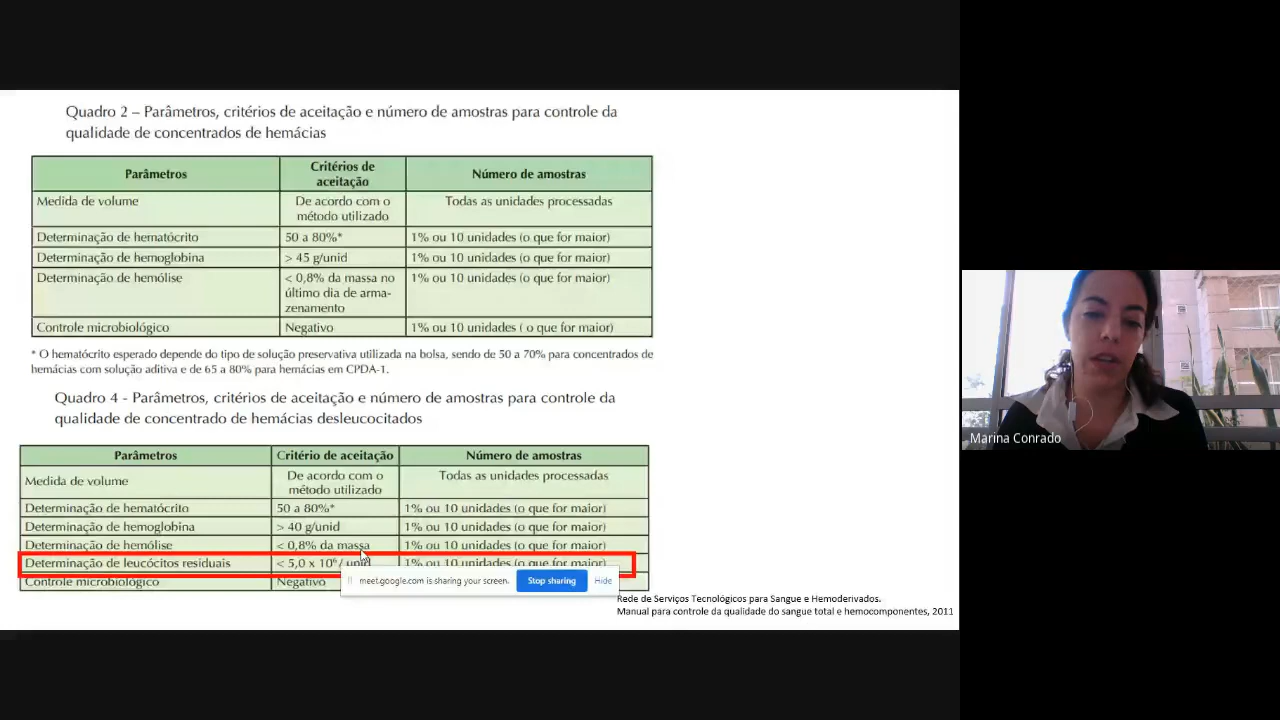 Quadro 2 – Parâmetros, critérios de aceitação e número de amostras para controle da
qualidade de concentrados de hemácias
Parâmetros
Critérios de
aceitação
Número de amostras
Medida de volume
De acordo com o
método utilizado
Todas as unidades processadas
Determinação de hematócrito
50 a 80%*
1% ou 10 unidades (o que for maior)
Determinação de hemoglobina
> 45 g/unid
1% ou 10 unidades (o que for maior)
Determinação de hemólise
< 0,8% da massa no
último dia de arma-
zenamento
1% ou 10 unidades (o que for maior)
Controle microbiológico
Negativo
1% ou 10 unidades ( o que for maior)
* O hematócrito esperado depende do tipo de solução preservativa utilizada na bolsa, sendo de 50 a 70% para concentrados de
hemácias com solução aditiva e de 65 a 80% para hemácias em CPDA-1.
Quadro 4 - Parâmetros, critérios de aceitação e número de amostras para controle da
qualidade de concentrado de hemácias desleucocitados
Parâmetros
Critério de aceitação
Número de amostras
Medida de volume
De acordo com o
método utilizado
Todas as unidades processadas
Determinação de hematócrito
50 a 80%*
1% ou 10 unidades (o que for maior)
Determinação de hemoglobina
> 40 g/unid
1% ou 10 unidades (o que for maior)
Determinação de hemólise
< 0,8% da massa
1% ou 10 unidades (o que for maior)
Determinação de leucócitos residuais
< 5,0 x 10⁶/ unid
1% ou 10 unidades (o que for maior)
Controle microbiológico
Negativo
meet.google.com is sharing your screen.
Stop sharing
Hide
Rede de Serviços Tecnológicos para Sangue e Hemoderivados.
Manual para controle da qualidade do sangue total e hemocomponentes, 2011
Marina Conrado